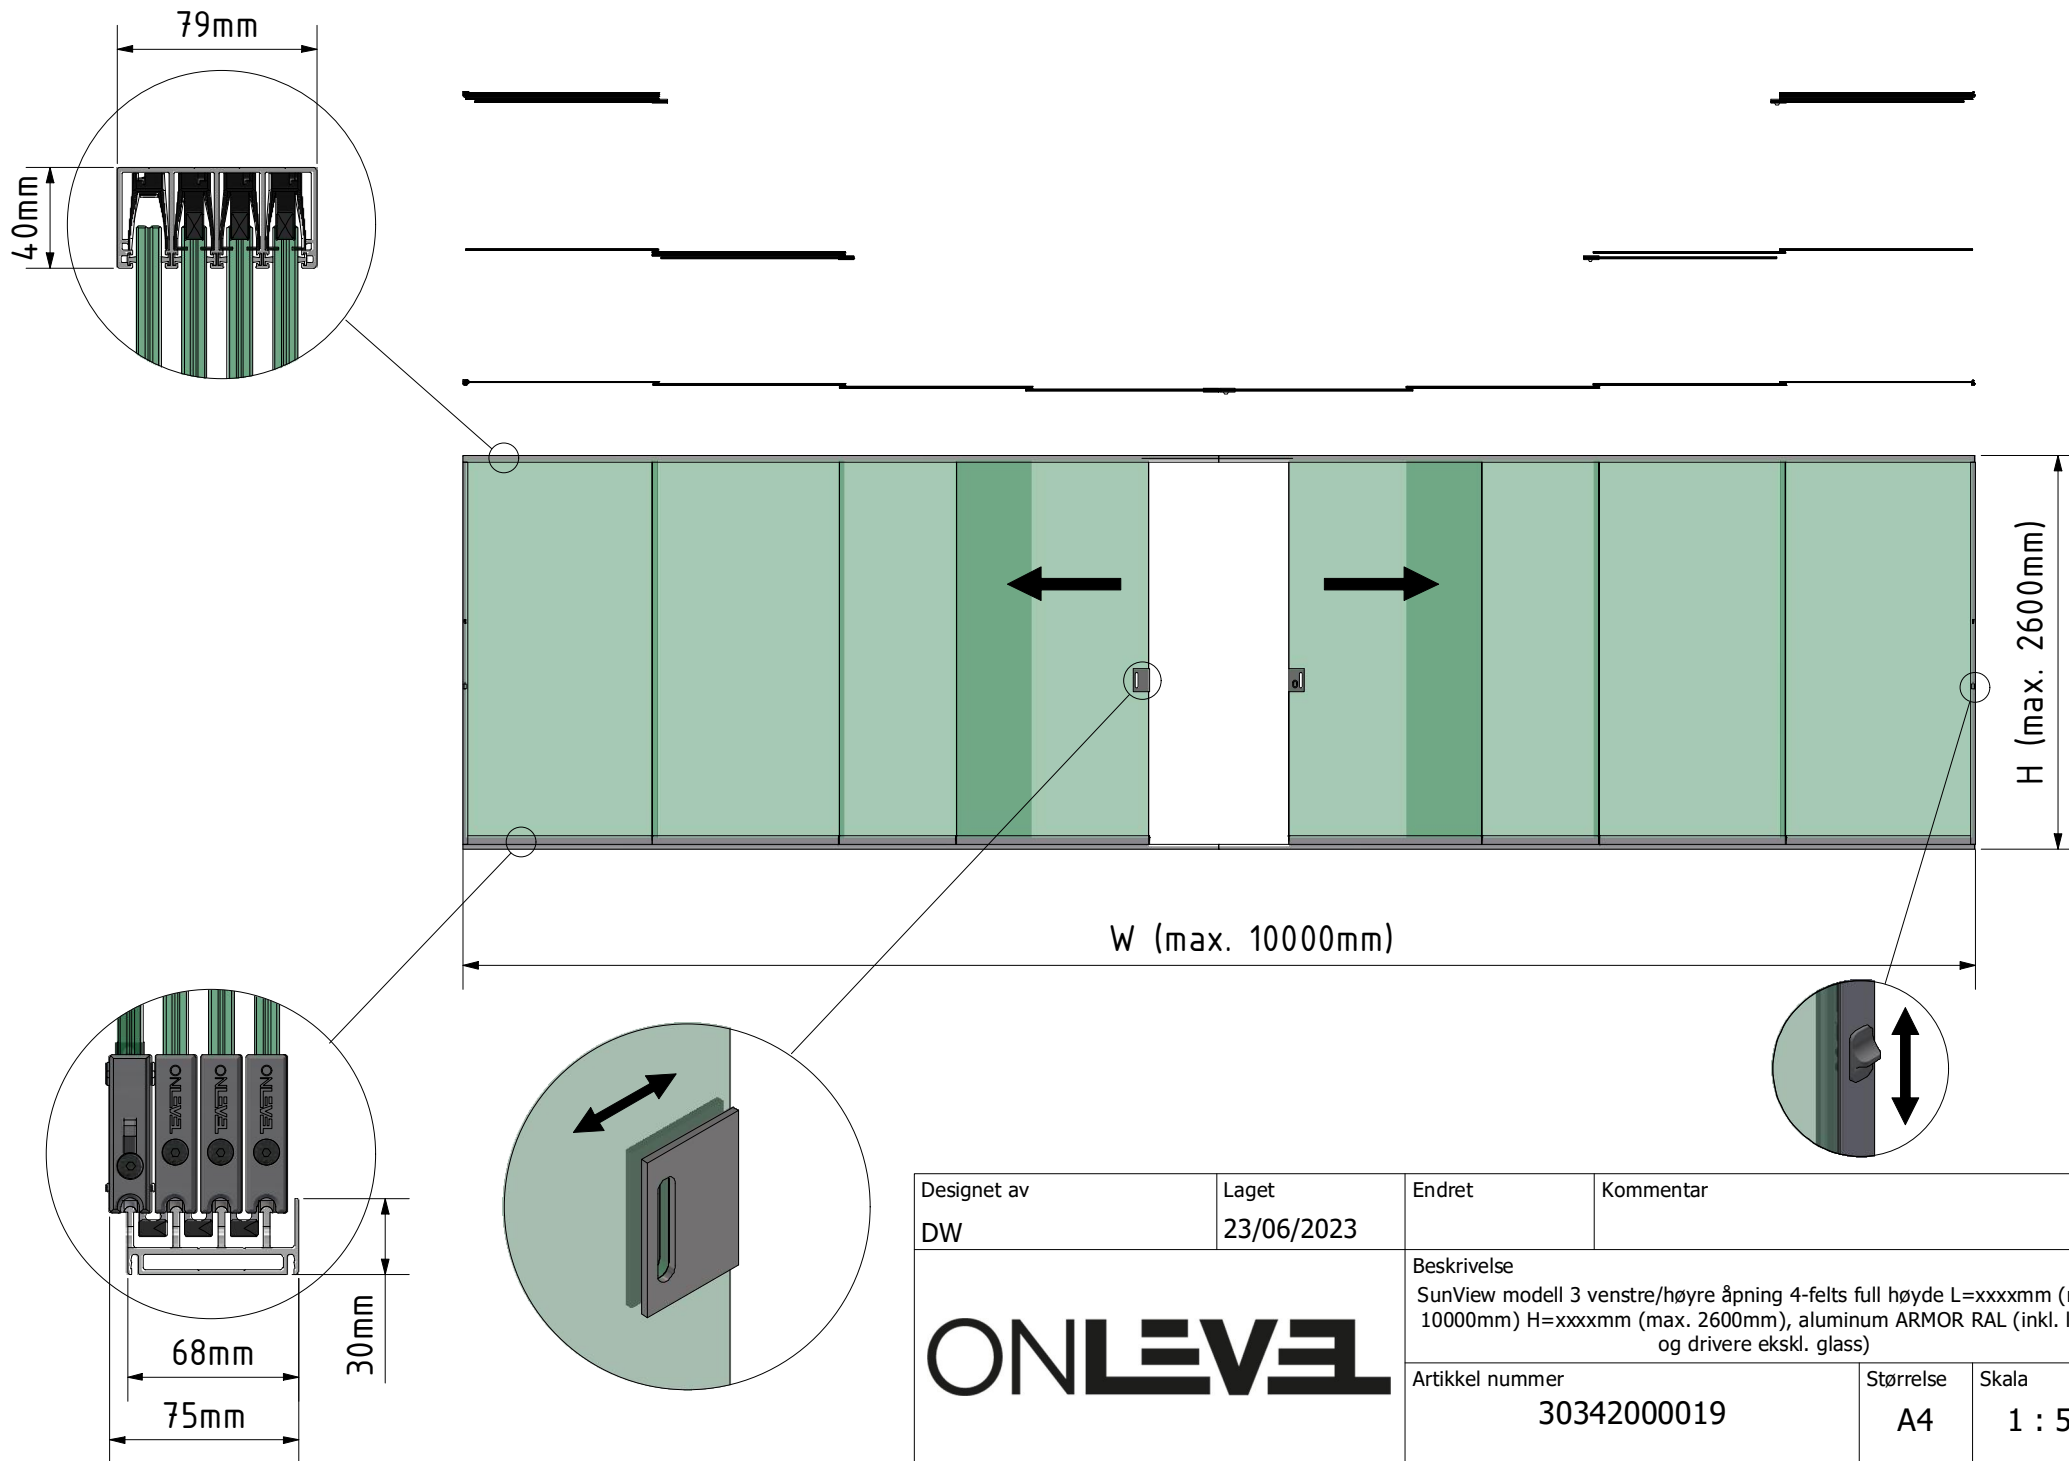 79mm
40mm
H (max. 2600mm)
W (max. 10000mm)
ONLEVEL
ONLEVEL
ONLEVEL
30mm
68mm
75mm
Designet av
DW
Laget
23/06/2023
Endret
Kommentar
ONLEVEL
Beskrivelse
SunView modell 3 venstre/høyre åpning 4-felts full høyde L=xxxxmm (
10000mm) H=xxxxmm (max. 2600mm), aluminum ARMOR RAL (inkl.
og drivere ekskl. glass)
Artikkel nummer
30342000019
Størrelse
A4
Skala
1 : 5